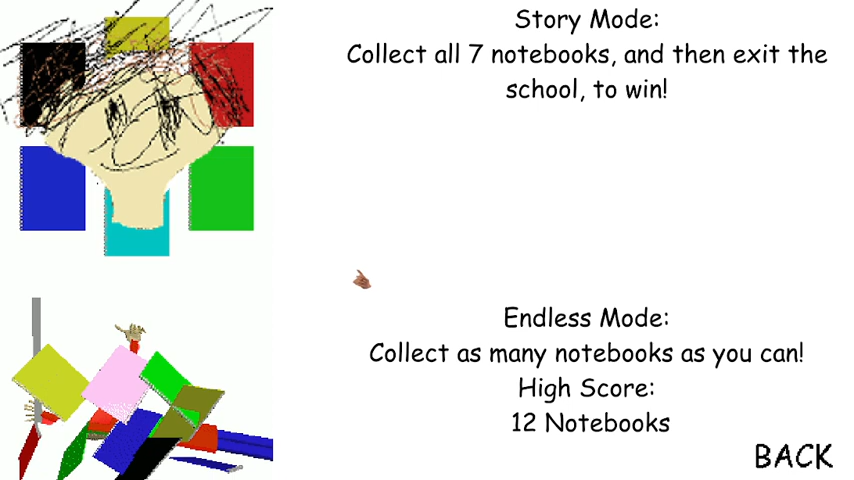 Story Mode:
Collect all 7 notebooks, and then exit the
school, to win!
Endless Mode:
Collect as many notebooks as you can!
High Score:
12 Notebooks
BACK